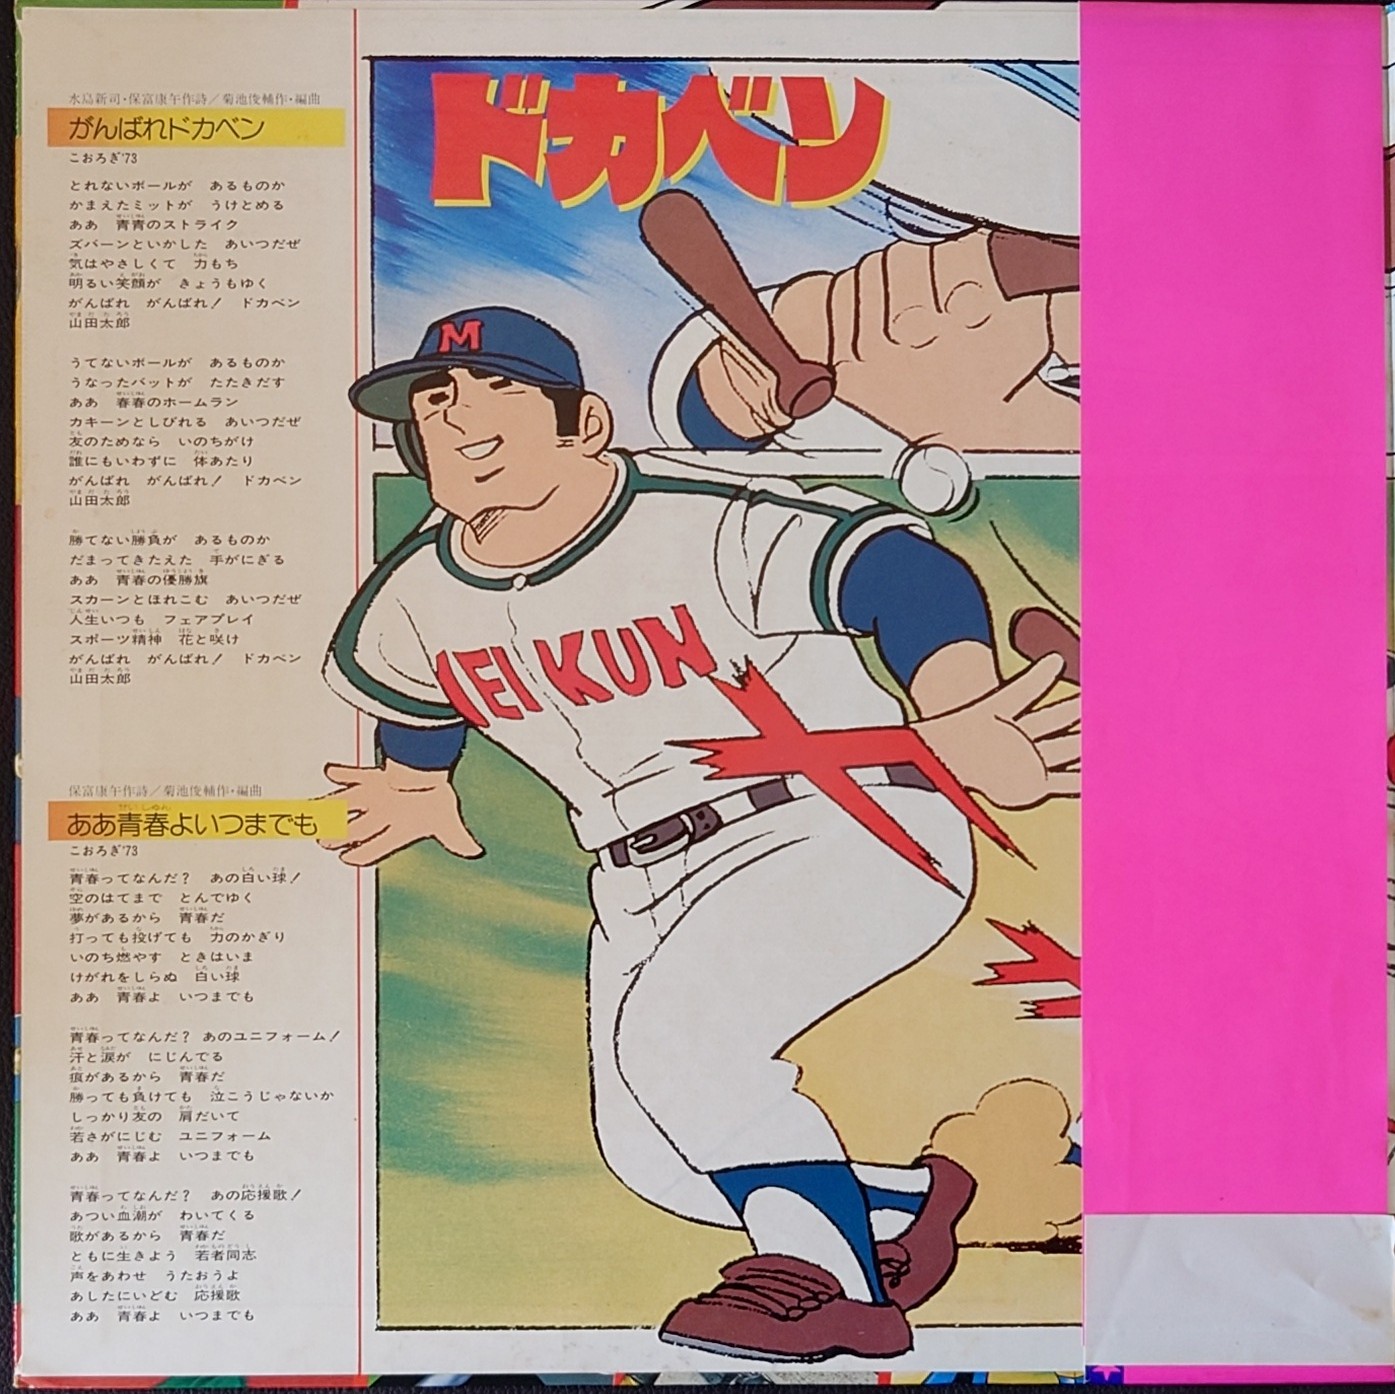 水島新司・保富康午作詩／菊池俊輔作・編曲
がんばれドカベン
こおろぎ'73
とれないボールが あるものか
かまえたミットが うけとめる
ああ 青青のストライク
ズバーンといかした あいつだぜ
気はやさしくて 力もち
明るい笑顔が きょうもゆく
がんばれ がんばれ！ ドカベン
山田太郎
うてないボールが あるものか
うなったバットが たたきだす
ああ 春春のホームラン
カキーンとしびれる あいつだぜ
友のためなら いのちがけ
誰にもいわずに 体あたり
がんばれ がんばれ！ ドカベン
山田太郎
勝てない勝負が あるものか
だまってきたえた 手がにぎる
ああ 青春の優勝旗
スカーンとほれこむ あいつだぜ
人生いつも フェアプレイ
スポーツ精神 花と咲け
がんばれ がんばれ！ ドカベン
山田太郎
保富康午作詩／菊池俊輔作・編曲
ああ青春よいつまでも
こおろぎ'73
青春ってなんだ？ あの白い球！
空のはてまで とんでゆく
夢があるから 青春だ
打っても投げても 力のかぎり
いのち燃やす ときはいま
けがれをしらぬ 白い球
ああ 青春よ いつまでも
青春ってなんだ？ あのユニフォーム！
汗と涙が にじんでる
痕があるから 青春だ
勝っても負けても 泣こうじゃないか
しっかり友の 肩だいて
若さがにじむ ユニフォーム
ああ 青春よ いつまでも
青春ってなんだ？ あの応援歌！
あつい血潮が わいてくる
歌があるから 青春だ
ともに生きよう 若者同志
声をあわせ うたおうよ
あしたにいどむ 応援歌
ああ 青春よ いつまでも
ドカベン
M
MEI KUN